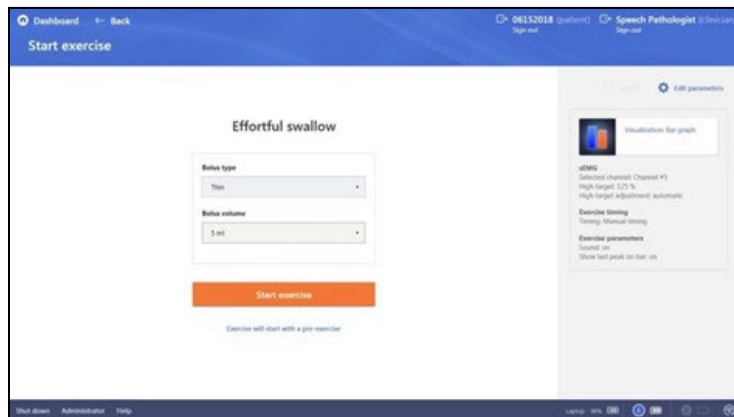 Dashboard ← Back
06152018 (patient)
Sign out
Speech Pathologist (clinician)
Sign out
Start exercise
Edit parameters
Effortful swallow
Bolus type
Thin
Bolus volume
5 ml
Start exercise
Exercise will start with a pre-exercise
Visualization: Bar graph
sEMG
Selected channel: Channel #1
High target: 125 %
High target adjustment: automatic
Exercise timing
Timing: Manual timing
Exercise parameters
Sound: on
Show last peak on bar: on
Shut down Administrator Help
Laptop